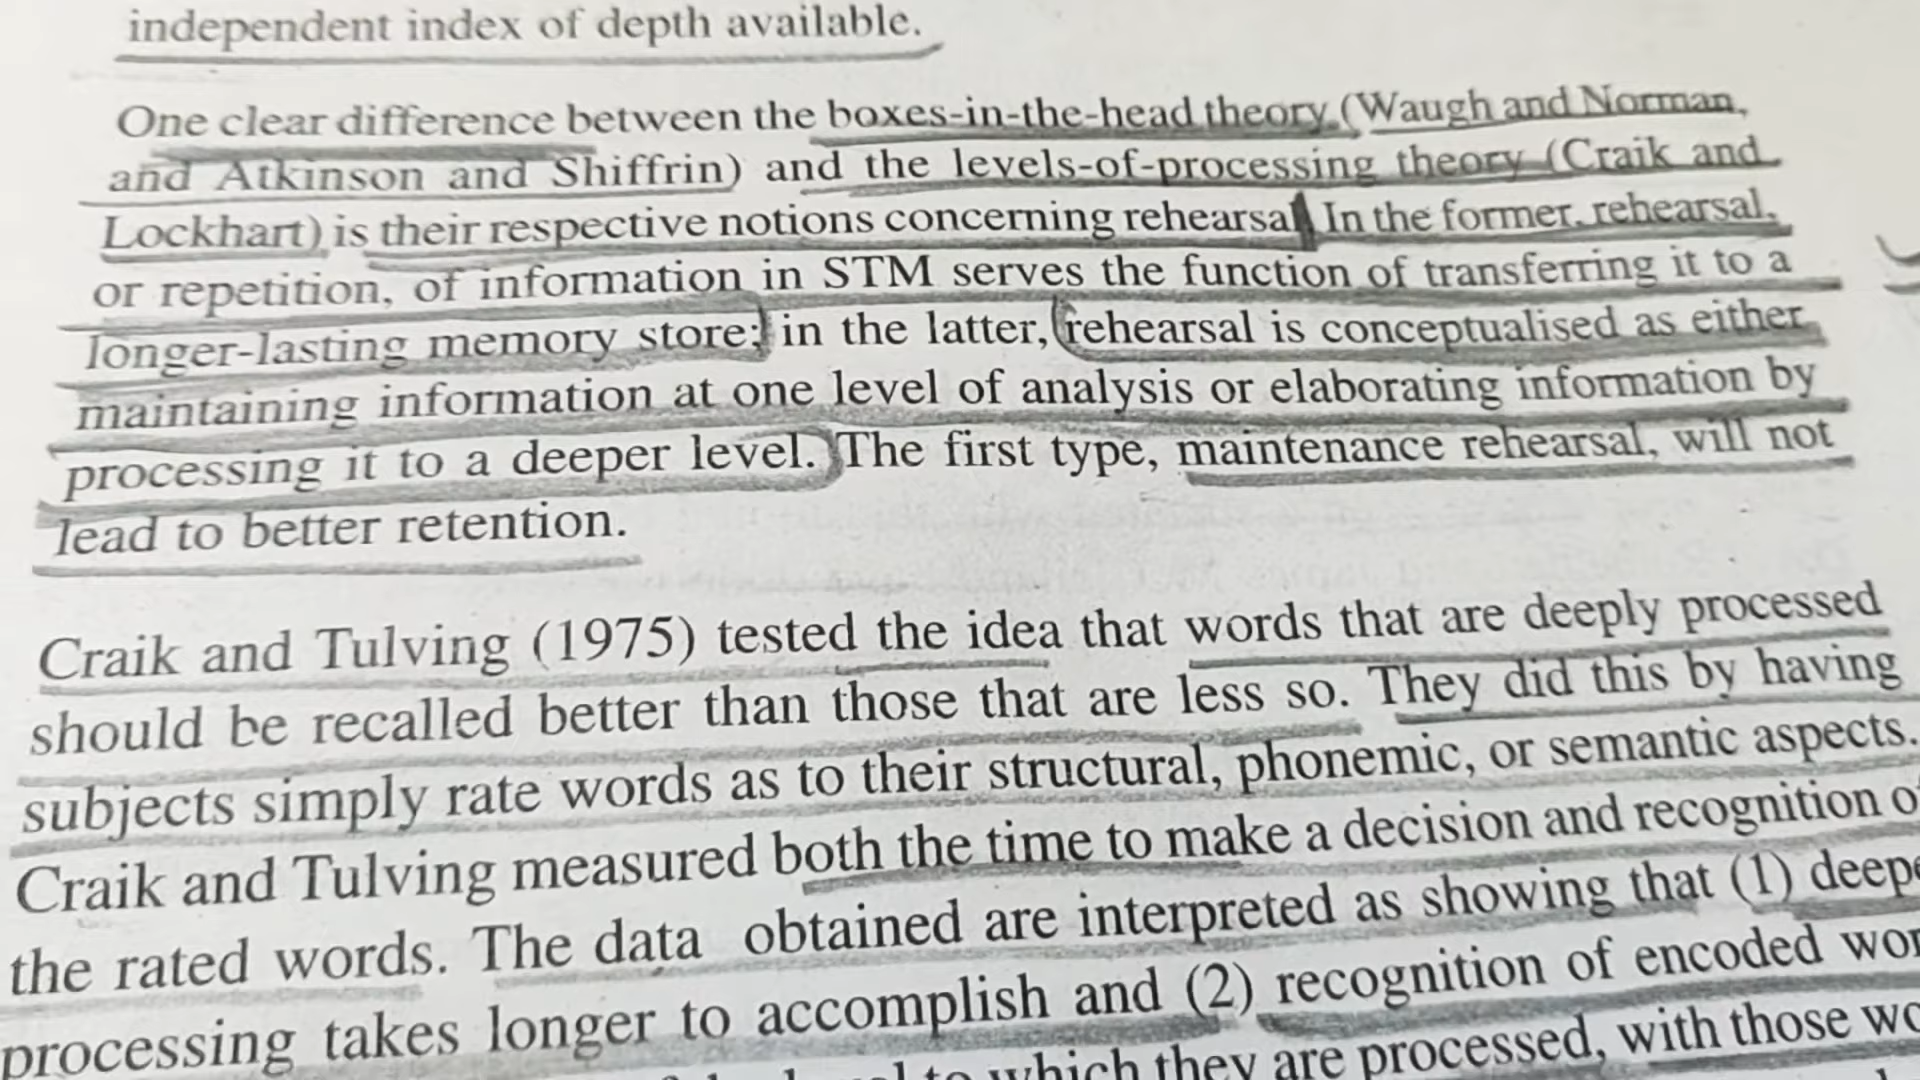 independent index of depth available.
One clear difference between the boxes-in-the-head theory (Waugh and Norman,
and Atkinson and Shiffrin) and the levels-of-processing theory (Craik and
Lockhart) is their respective notions concerning rehearsal. In the former, rehearsal,
or repetition, of information in STM serves the function of transferring it to a
longer-lasting memory store; in the latter, rehearsal is conceptualised as either
maintaining information at one level of analysis or elaborating information by
processing it to a deeper level. The first type, maintenance rehearsal, will not
lead to better retention.
Craik and Tulving (1975) tested the idea that words that are deeply processed
should be recalled better than those that are less so. They did this by having
subjects simply rate words as to their structural, phonemic, or semantic aspects.
Craik and Tulving measured both the time to make a decision and recognition
the rated words. The data obtained are interpreted as showing that (1)
processing takes longer to accomplish and (2) recognition of encoded
to which they are processed, with those